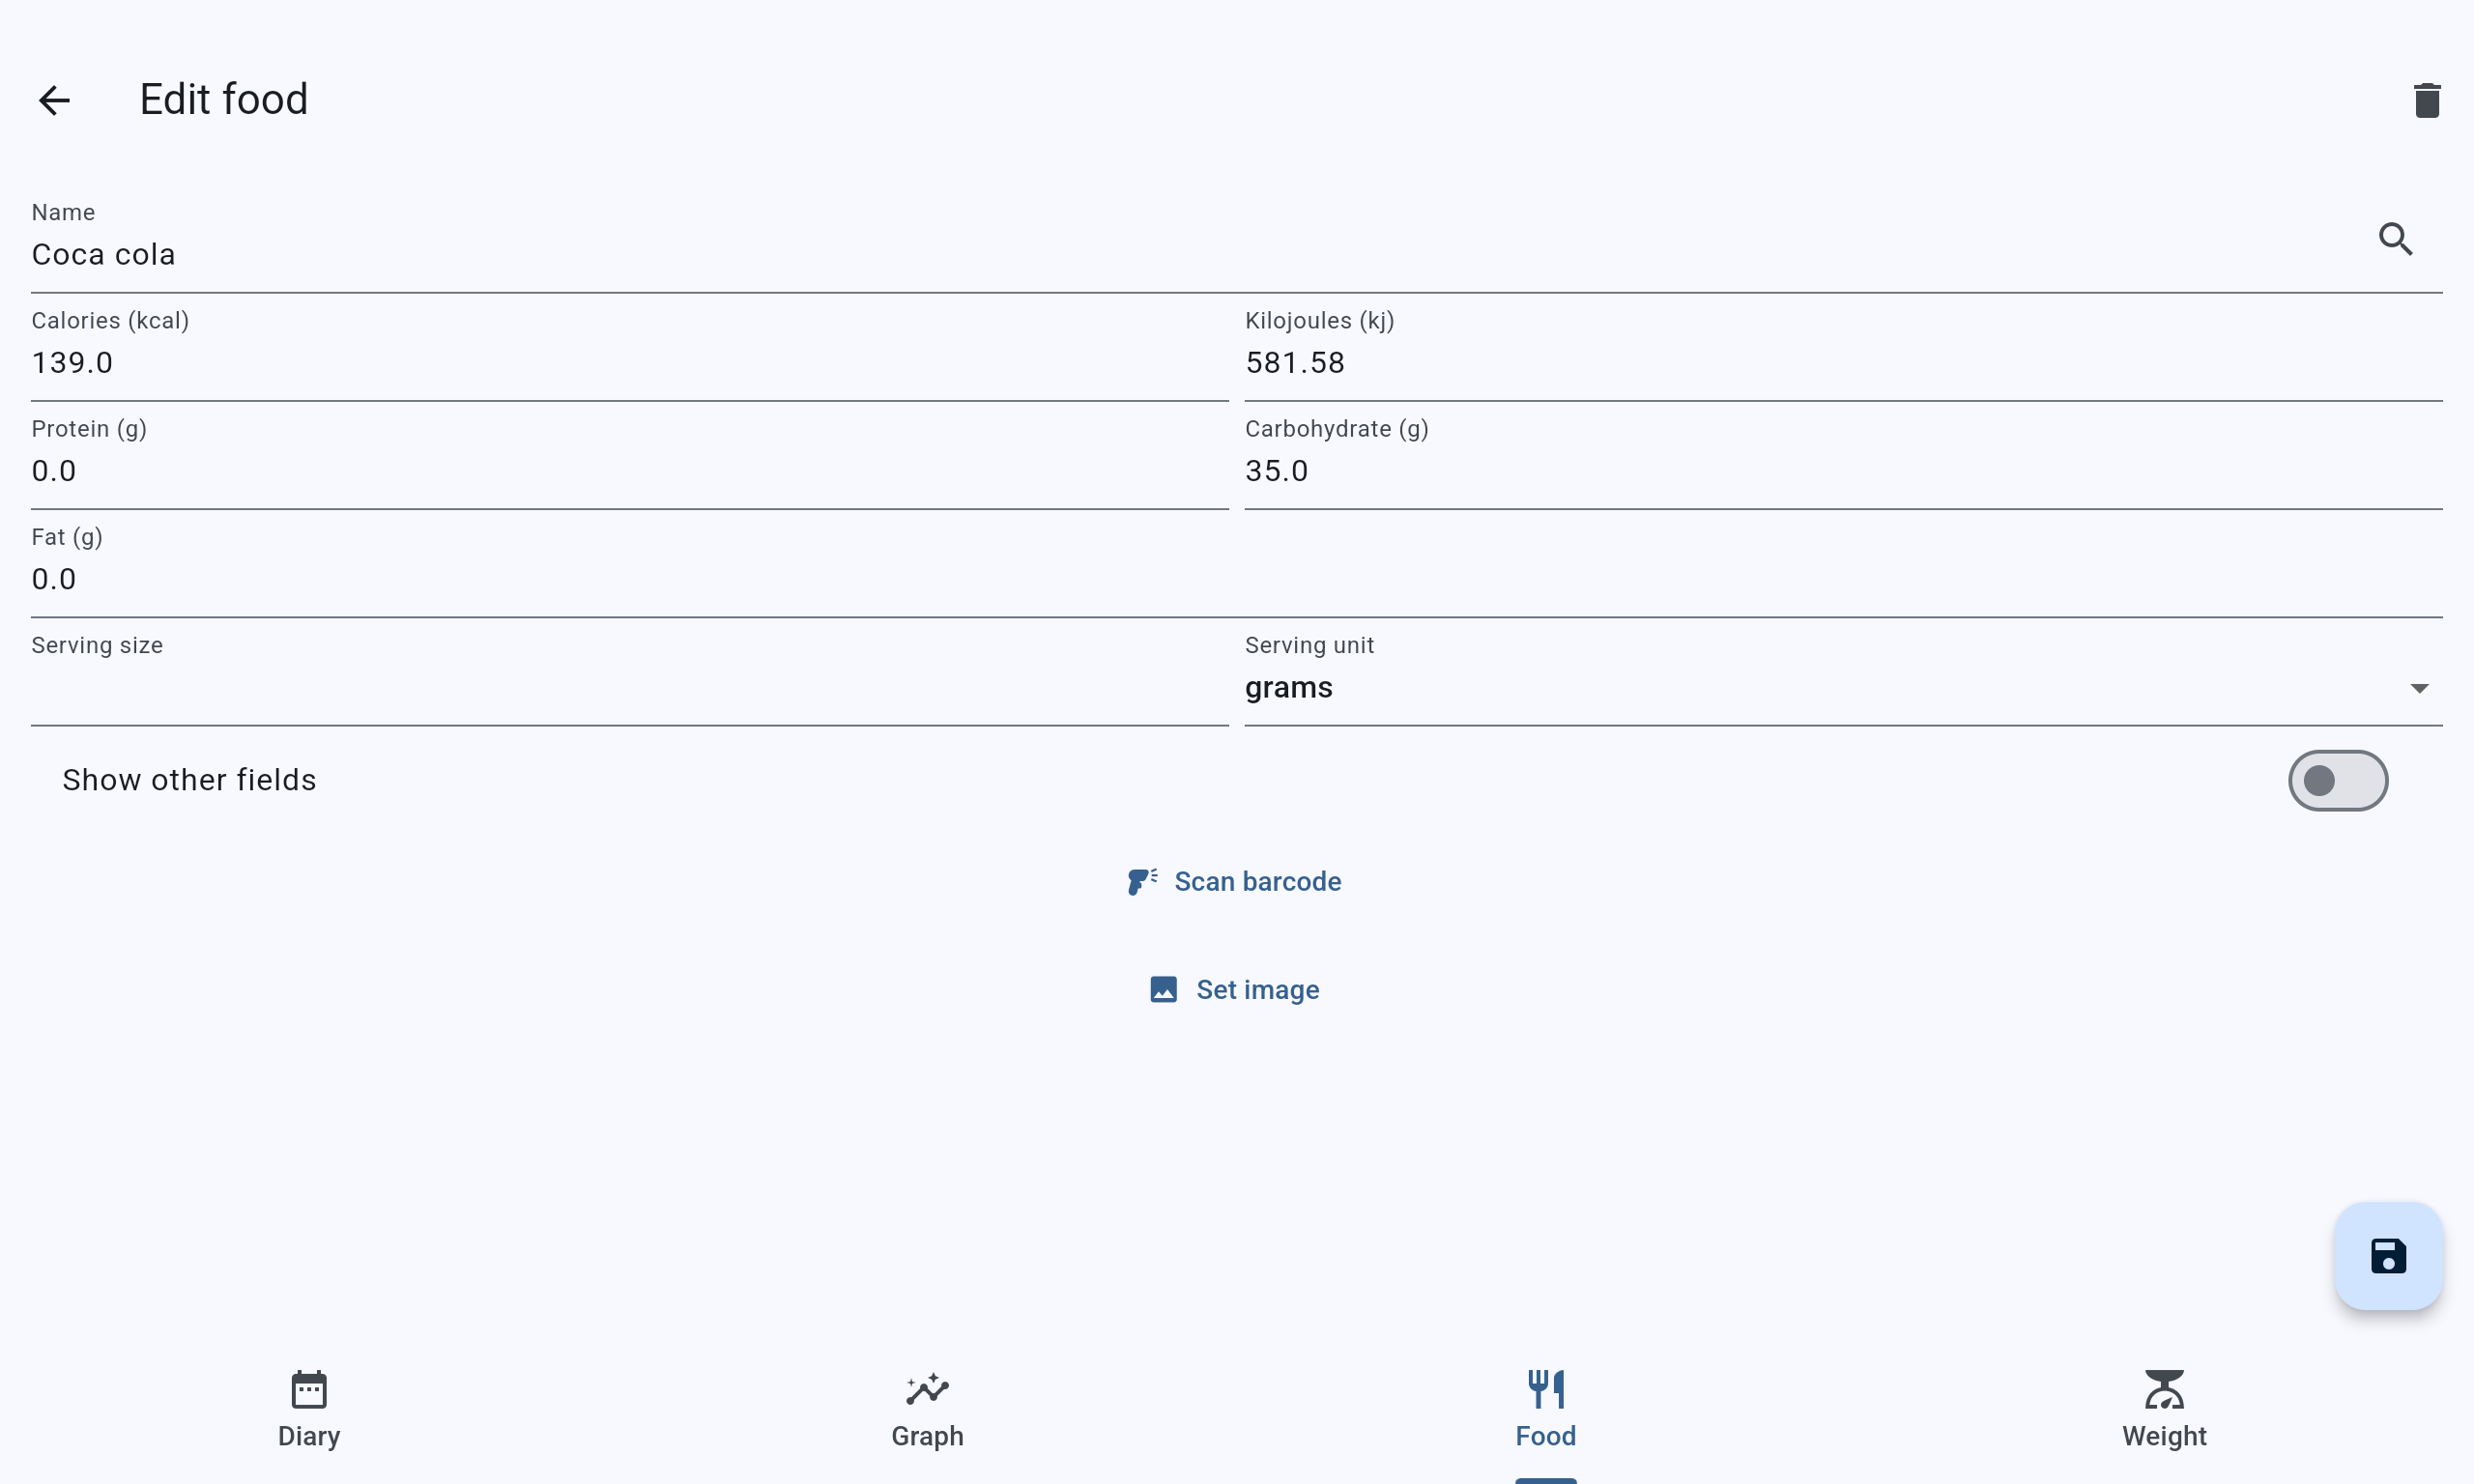 Edit food
Name
Coca cola
Calories (kcal)
139.0
Kilojoules (kj)
581.58
Protein (g)
0.0
Carbohydrate (g)
35.0
Fat (g)
0.0
Serving size
Serving unit
grams
Show other fields
Scan barcode
Set image
Diary
Graph
Food
Weight